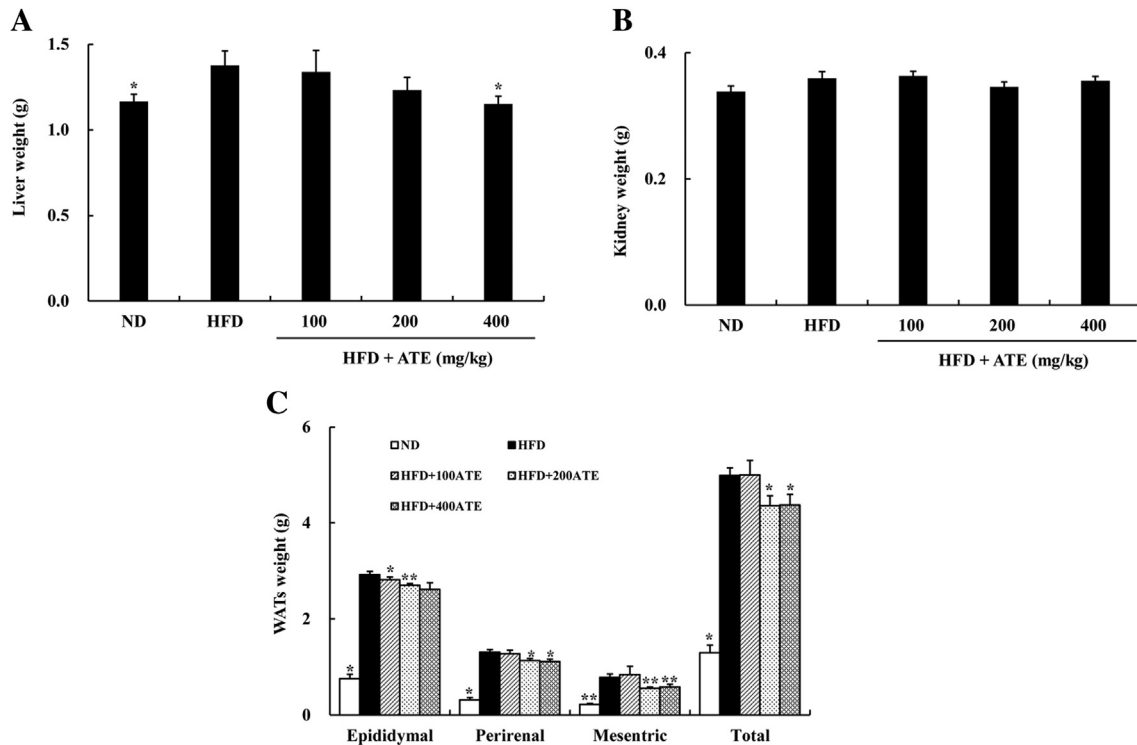 A
Liver weight (g)
1.5
1.0
0.5
0.0
*
*
ND HFD 100 200 400
HFD + ATE (mg/kg)
B
Kidney weight (g)
0.4
0.2
0.0
ND HFD 100 200 400
HFD + ATE (mg/kg)
C
WATs weight (g)
6
4
2
0
ND HFD
HFD+100ATE HFD+200ATE
HFD+400ATE
* * **
* * *
** ** **
* * *
Epididymal Perirenal Mesentric Total